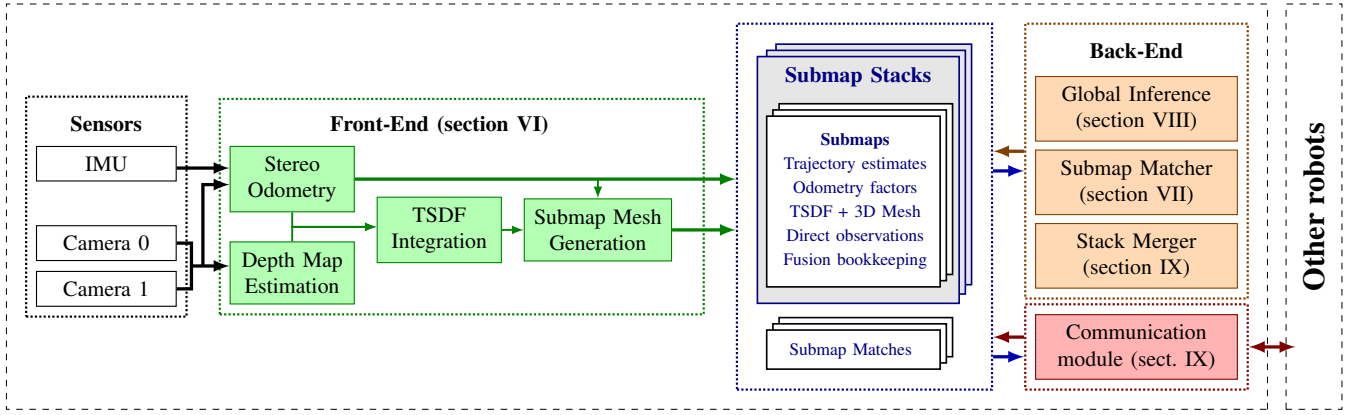 Sensors
IMU
Camera 0
Camera 1
Front-End (section VI)
Stereo
Odometry
Depth Map
Estimation
TSDF
Integration
Submap Mesh
Generation
Submap Stacks
Submaps
Trajectory estimates
Odometry factors
TSDF + 3D Mesh
Direct observations
Fusion bookkeeping
Submap Matches
Back-End
Global Inference
(section VIII)
Submap Matcher
(section VII)
Stack Merger
(section IX)
Communication
module (sect. IX)
Other robots